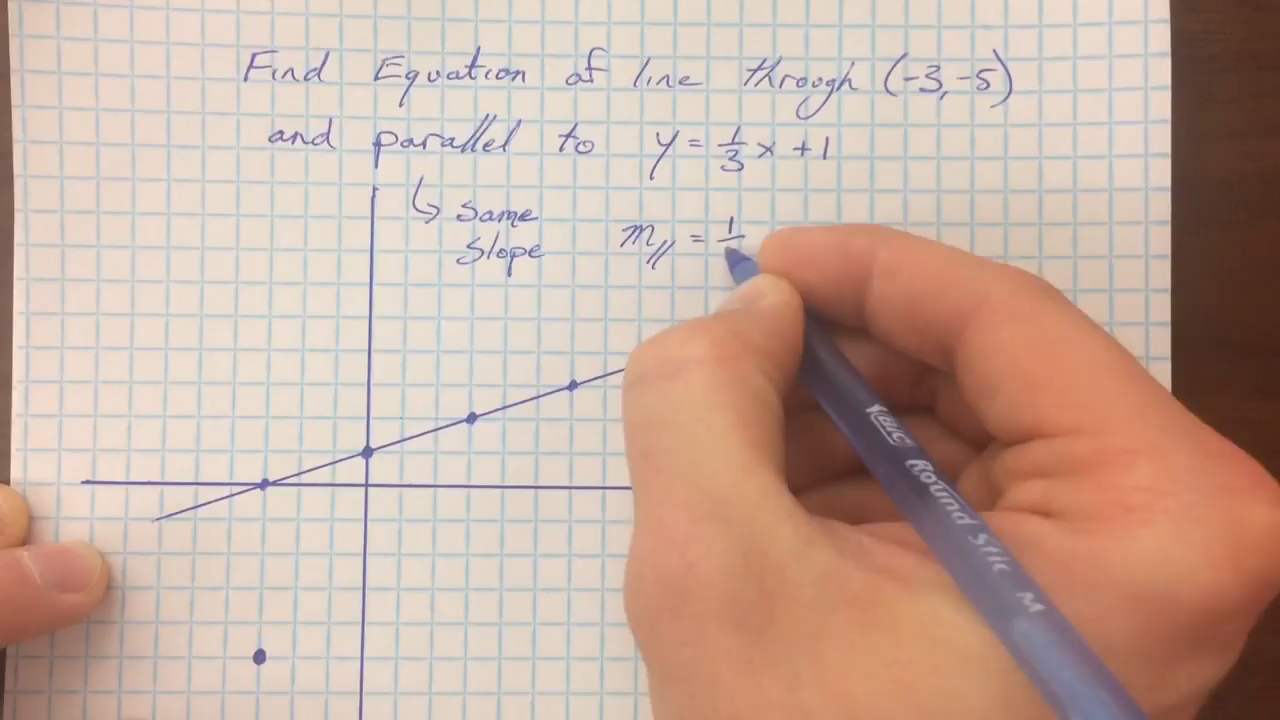 Find Equation of line through (-3,-5)
and parallel to y = 1/3 x + 1
↳ Same
Slope
m// = 1/
BIC Round Stic M